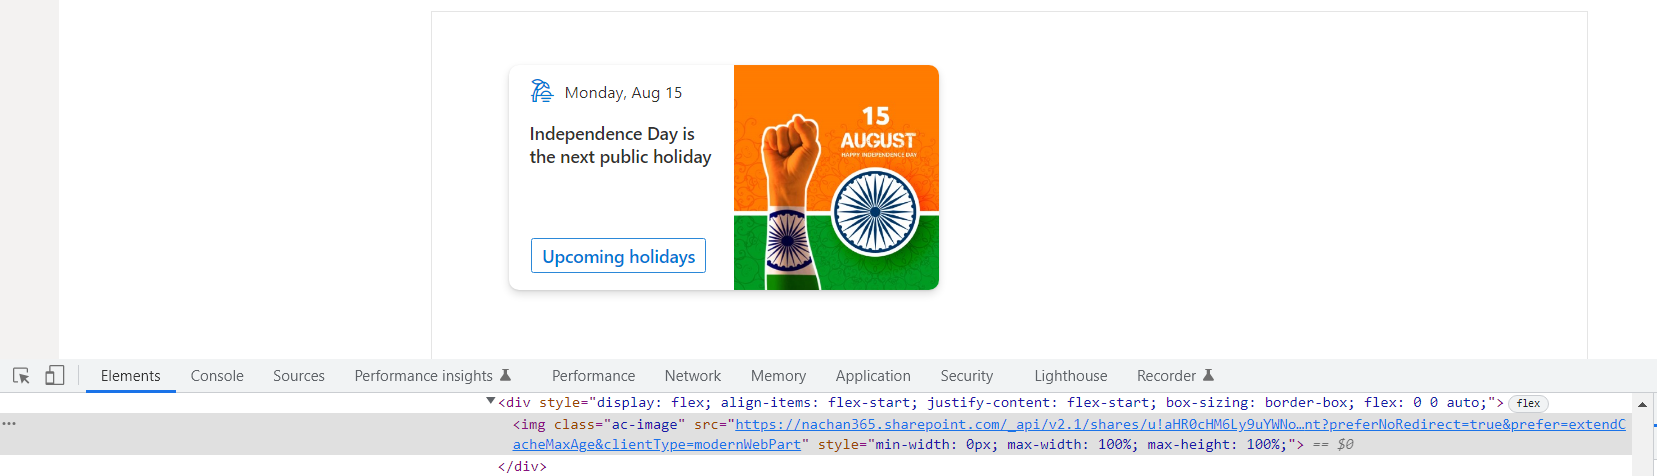 Monday, Aug 15
Independence Day is
the next public holiday
Upcoming holidays
15
AUGUST
HAPPY INDEPENDENCE DAY
Elements Console Sources Performance insights Performance Network Memory Application Security Lighthouse Recorder
<div style="display: flex; align-items: flex-start; justify-content: flex-start; box-sizing: border-box; flex: 0 0 auto;"> flex
… <img class="ac-image" src="https://nachan365.sharepoint.com/_api/v2.1/shares/u!aHR0cHM6Ly9uYWNo…nt?preferNoRedirect=true&prefer=extendC
acheMaxAge&clientType=modernWebPart" style="min-width: 0px; max-width: 100%; max-height: 100%;"> == $0
</div>